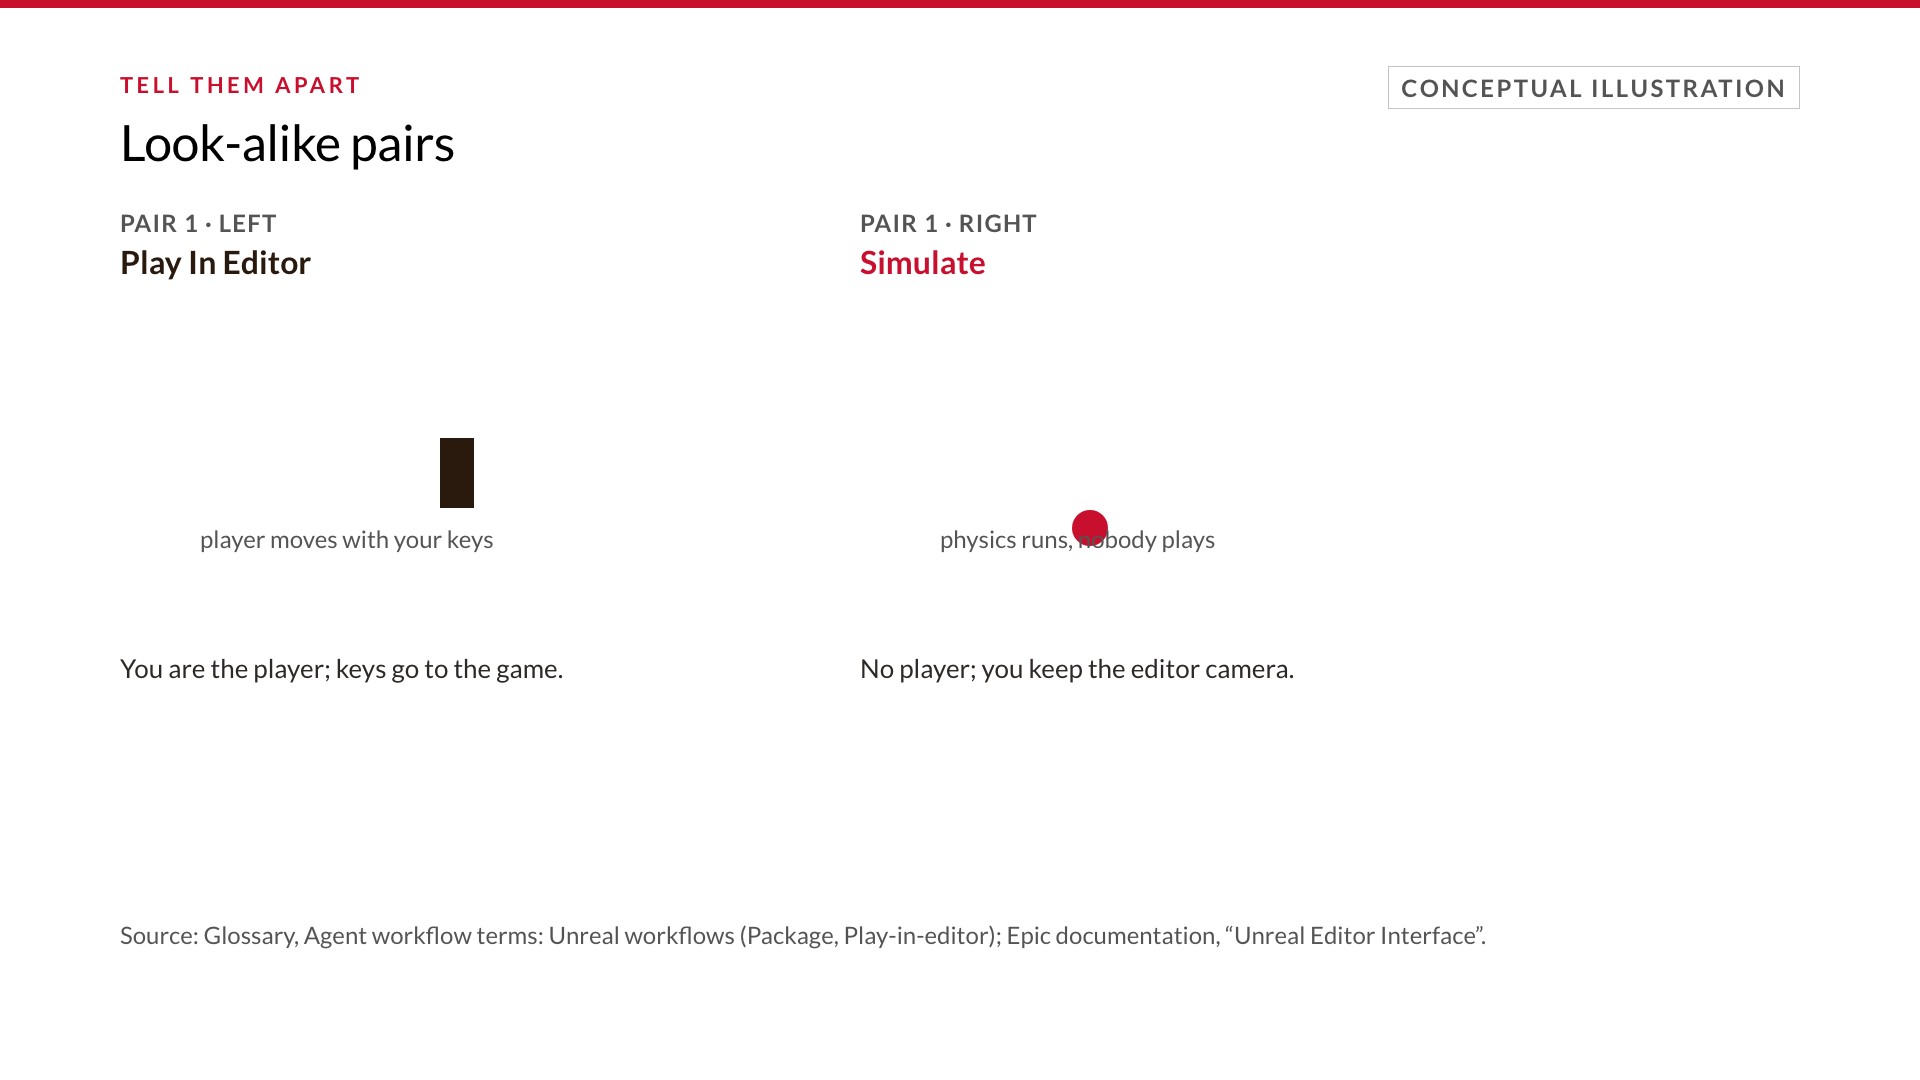 TELL THEM APART
CONCEPTUAL ILLUSTRATION
Look-alike pairs
PAIR 1 · LEFT
Play In Editor
player moves with your keys
You are the player; keys go to the game.
PAIR 1 · RIGHT
Simulate
physics runs, nobody plays
No player; you keep the editor camera.
Source: Glossary, Agent workflow terms: Unreal workflows (Package, Play-in-editor); Epic documentation, “Unreal Editor Interface”.